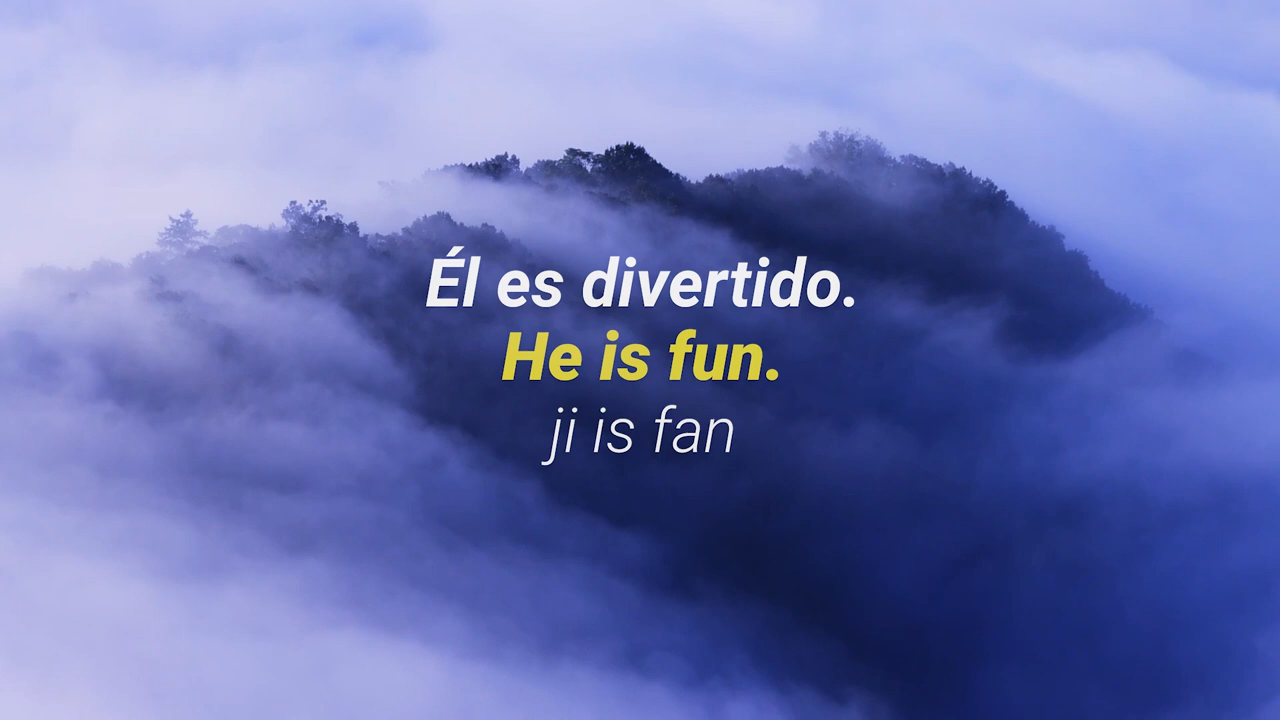 Él es divertido.
He is fun.
ji is fan